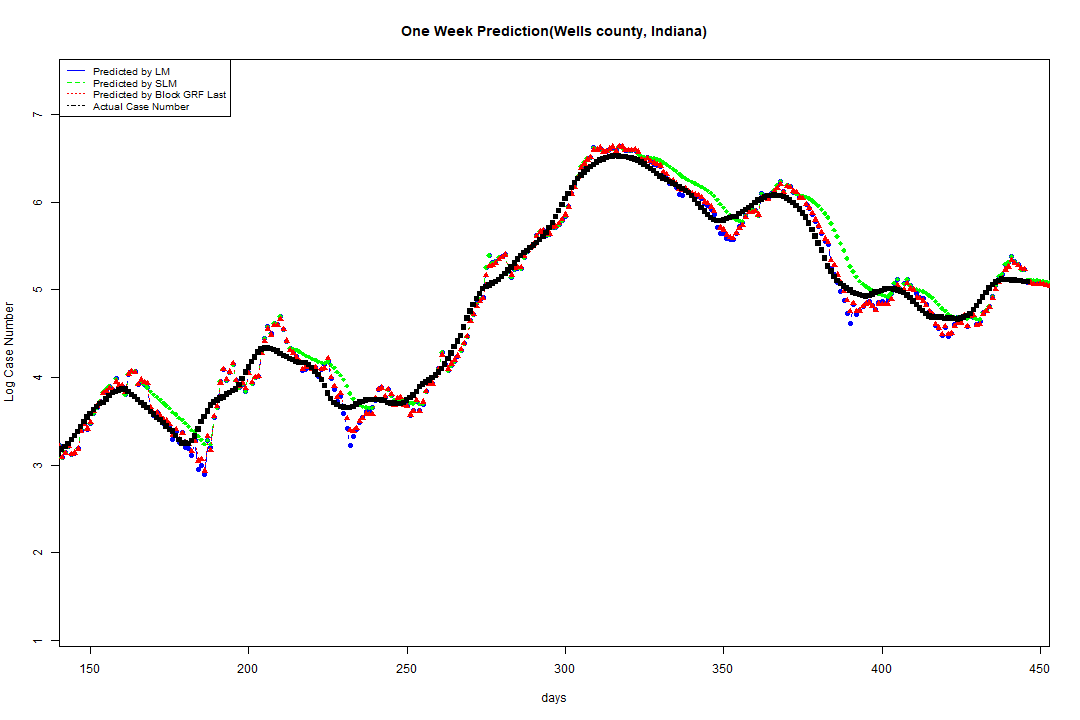 One Week Prediction(Wells county, Indiana)
Predicted by LM
Predicted by SLM
Predicted by Block GRF Last
Actual Case Number
Log Case Number
7
6
5
4
3
2
1
150 200 250 300 350 400 450
days